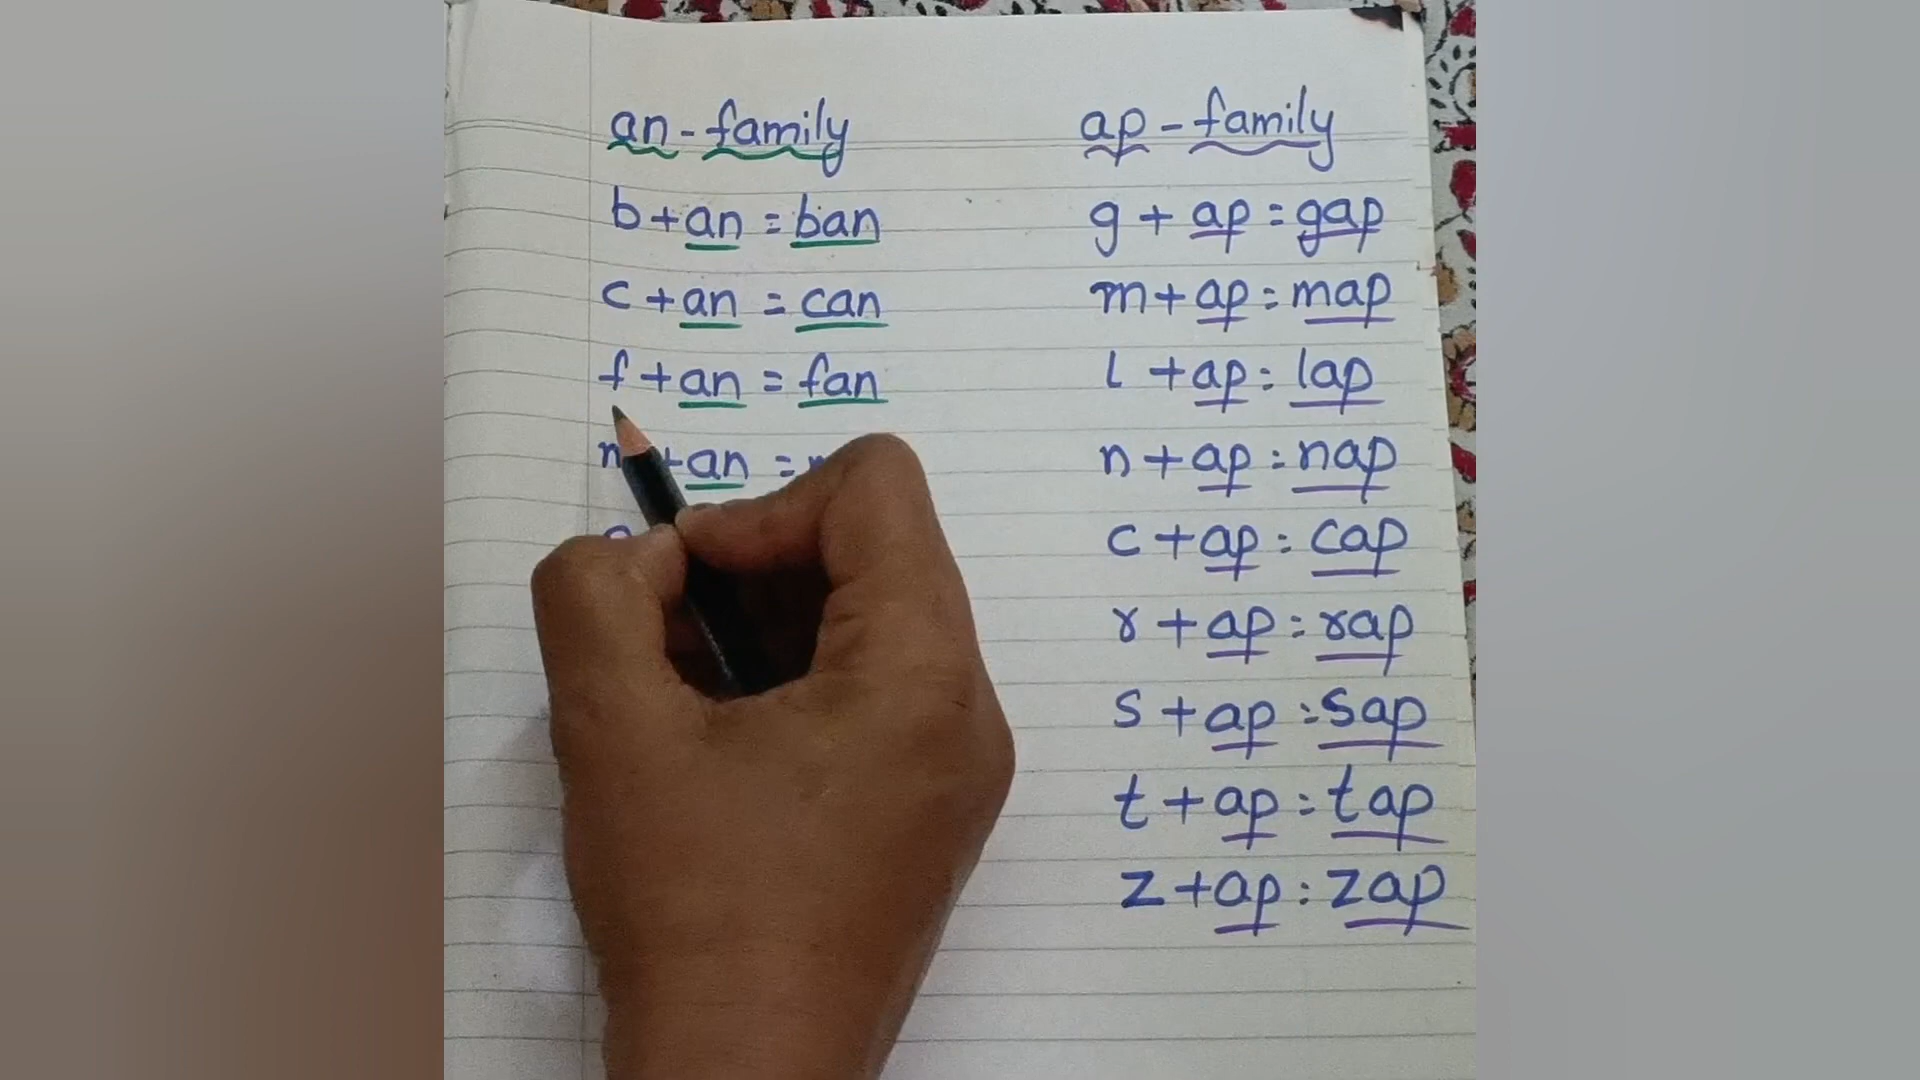 an - family
b + an = ban
c + an = can
f + an = fan
+ an =
ap - family
g + ap = gap
m + ap = map
l + ap = lap
n + ap = nap
c + ap = cap
r + ap = rap
s + ap = sap
t + ap = tap
z + ap = zap